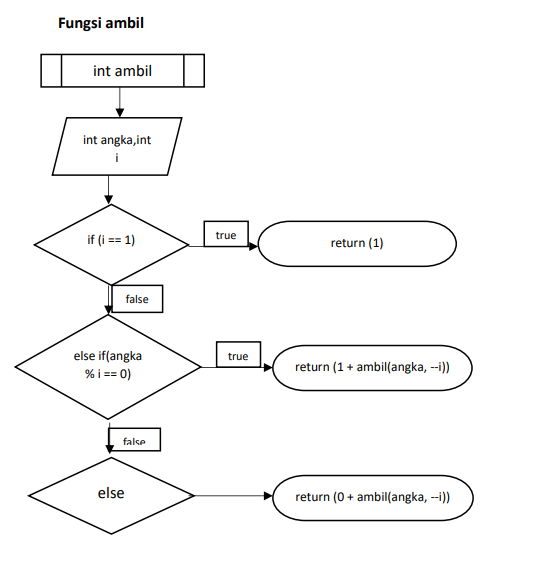 Fungsi ambil
int ambil
int angka,int
i
if (i == 1)
true
return (1)
false
else if(angka
% i == 0)
true
return (1 + ambil(angka, --i))
false
else
return (0 + ambil(angka, --i))